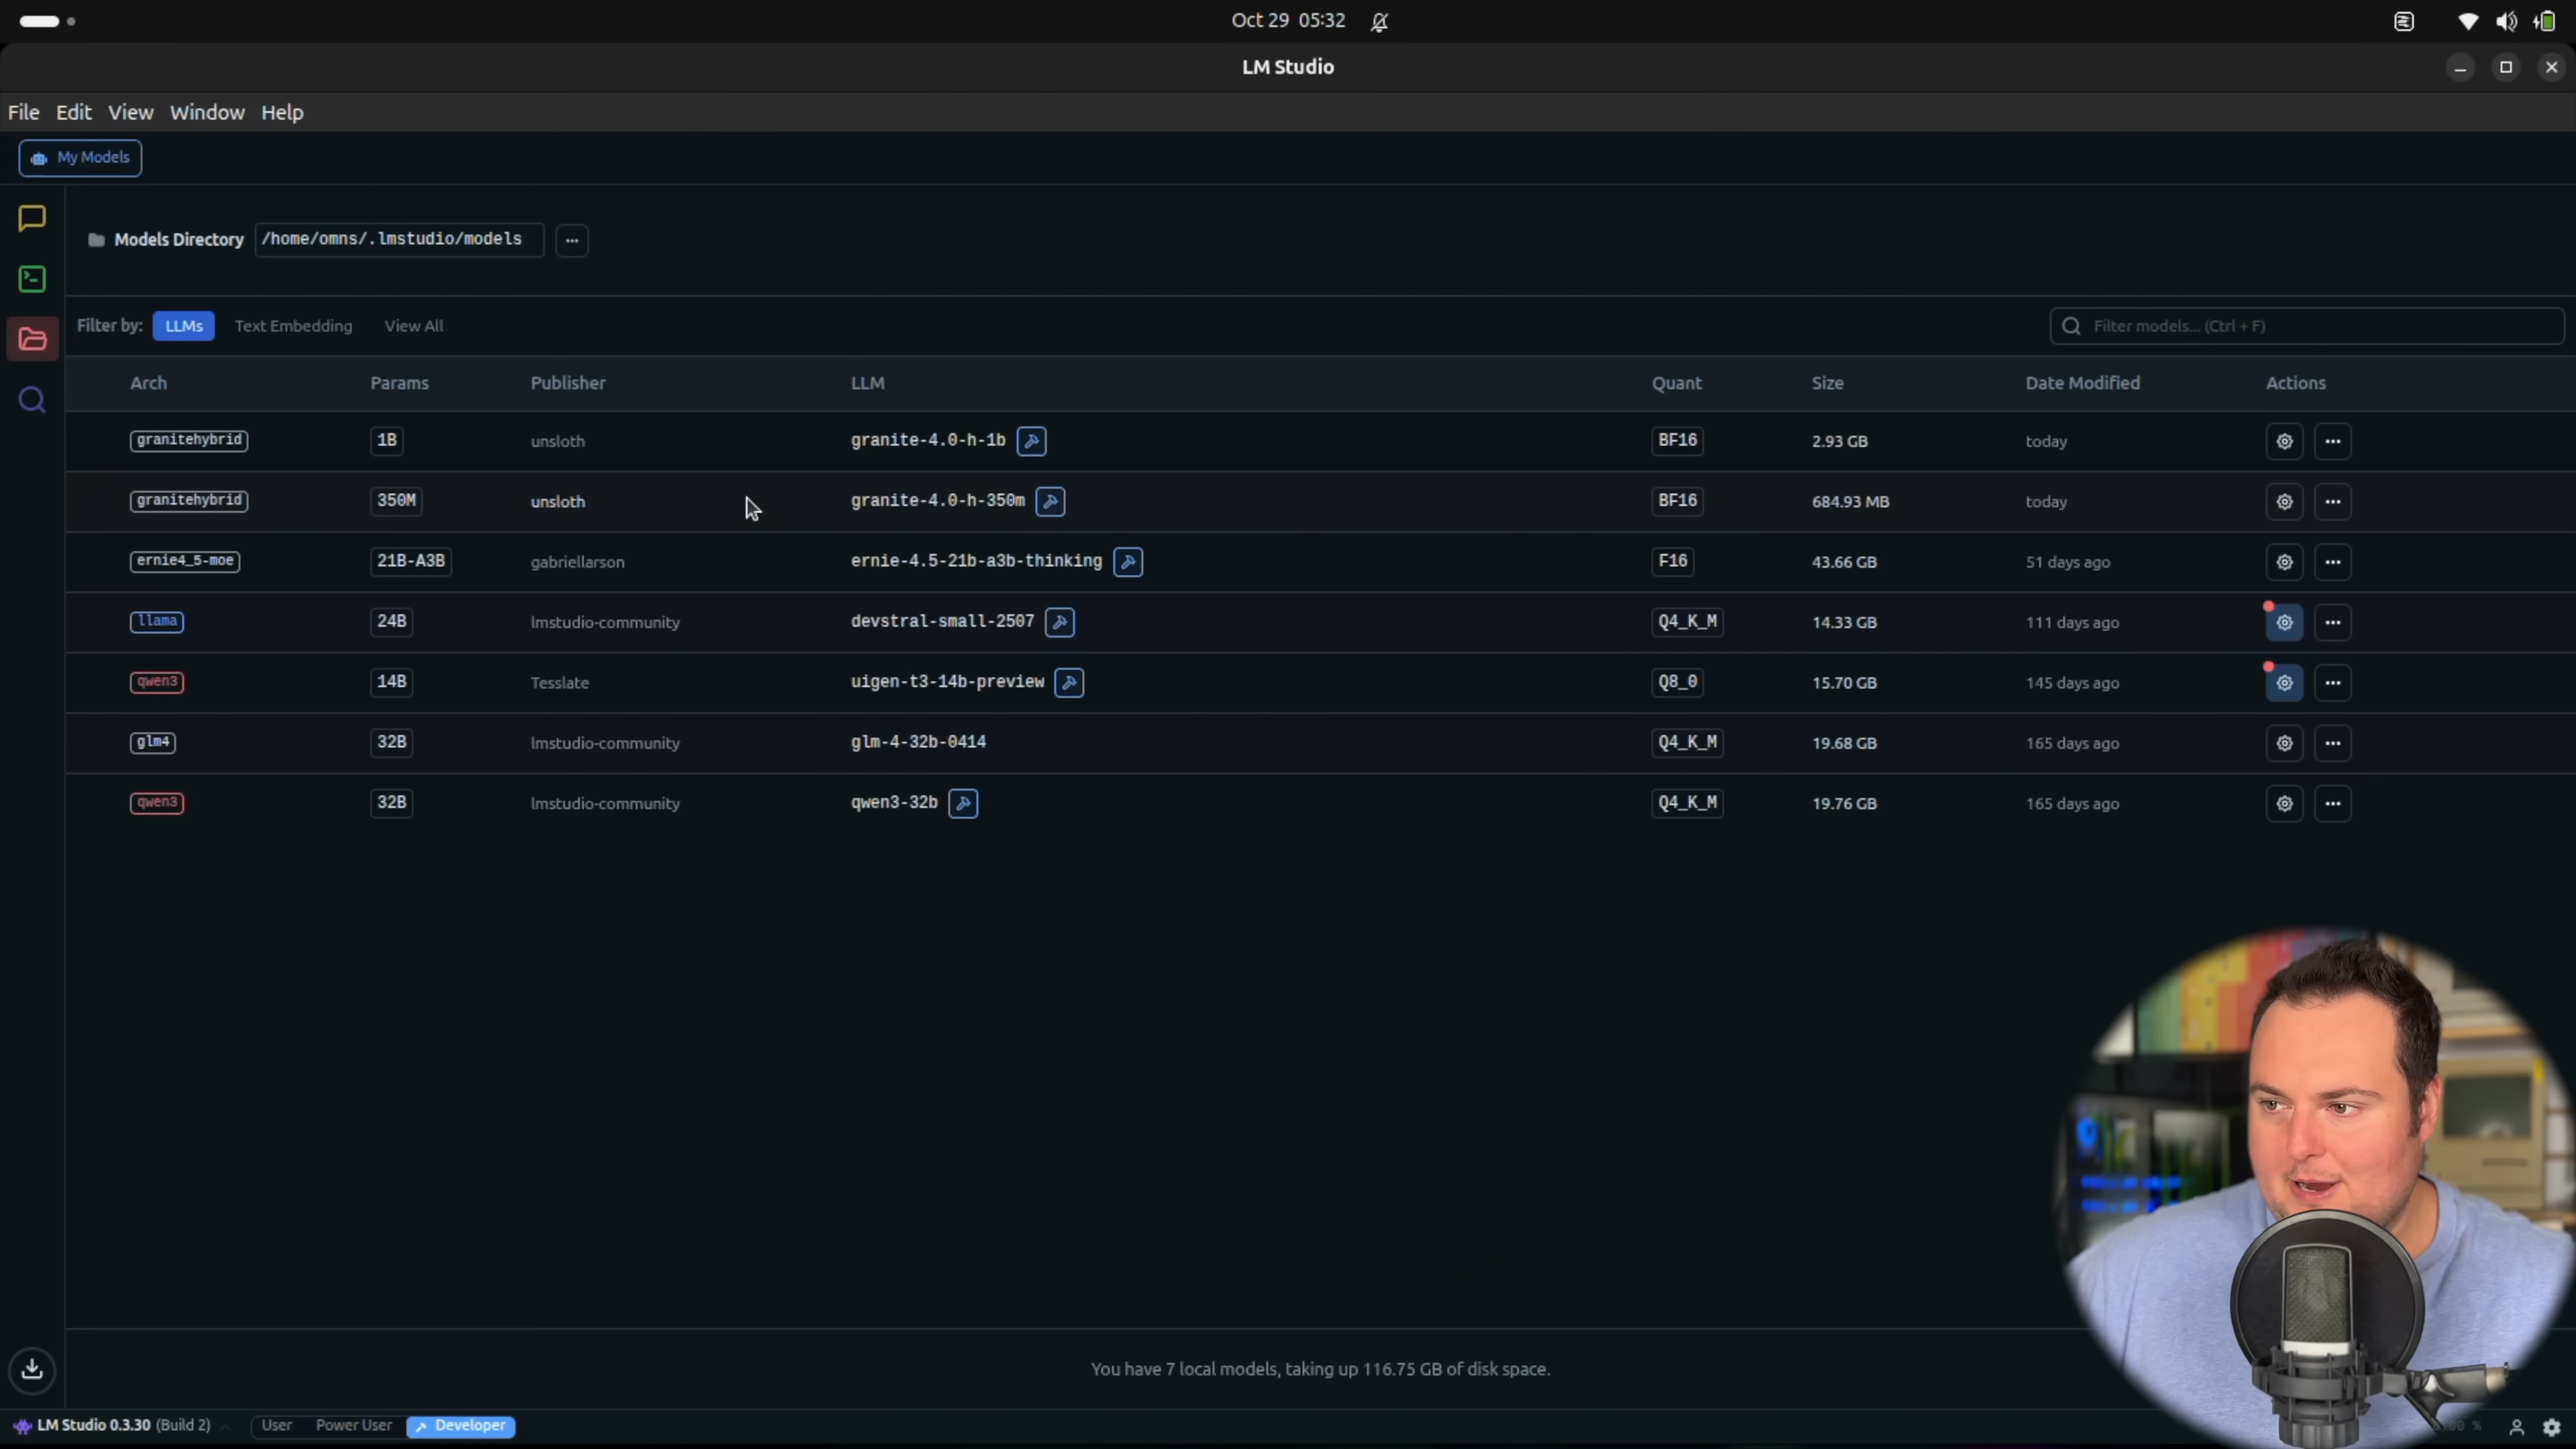 Oct 29 05:32
LM Studio
File Edit View Window Help
My Models
Models Directory /home/omns/.lmstudio/models ...
Filter by: LLMs Text Embedding View All Filter models... (Ctrl + F)
Arch Params Publisher LLM Quant Size Date Modified Actions
granitehybrid 1B unsloth granite-4.0-h-1b BF16 2.93 GB today
granitehybrid 350M unsloth granite-4.0-h-350m BF16 684.93 MB today
ernie4_5-moe 21B-A3B gabriellarson ernie-4.5-21b-a3b-thinking F16 43.66 GB 51 days ago
llama 24B lmstudio-community devstral-small-2507 Q4_K_M 14.33 GB 111 days ago
qwen3 14B Tesslate uigen-t3-14b-preview Q8_0 15.70 GB 145 days ago
glm4 32B lmstudio-community glm-4-32b-0414 Q4_K_M 19.68 GB 165 days ago
qwen3 32B lmstudio-community qwen3-32b Q4_K_M 19.76 GB 165 days ago
You have 7 local models, taking up 116.75 GB of disk space.
LM Studio 0.3.30 (Build 2) User Power User Developer